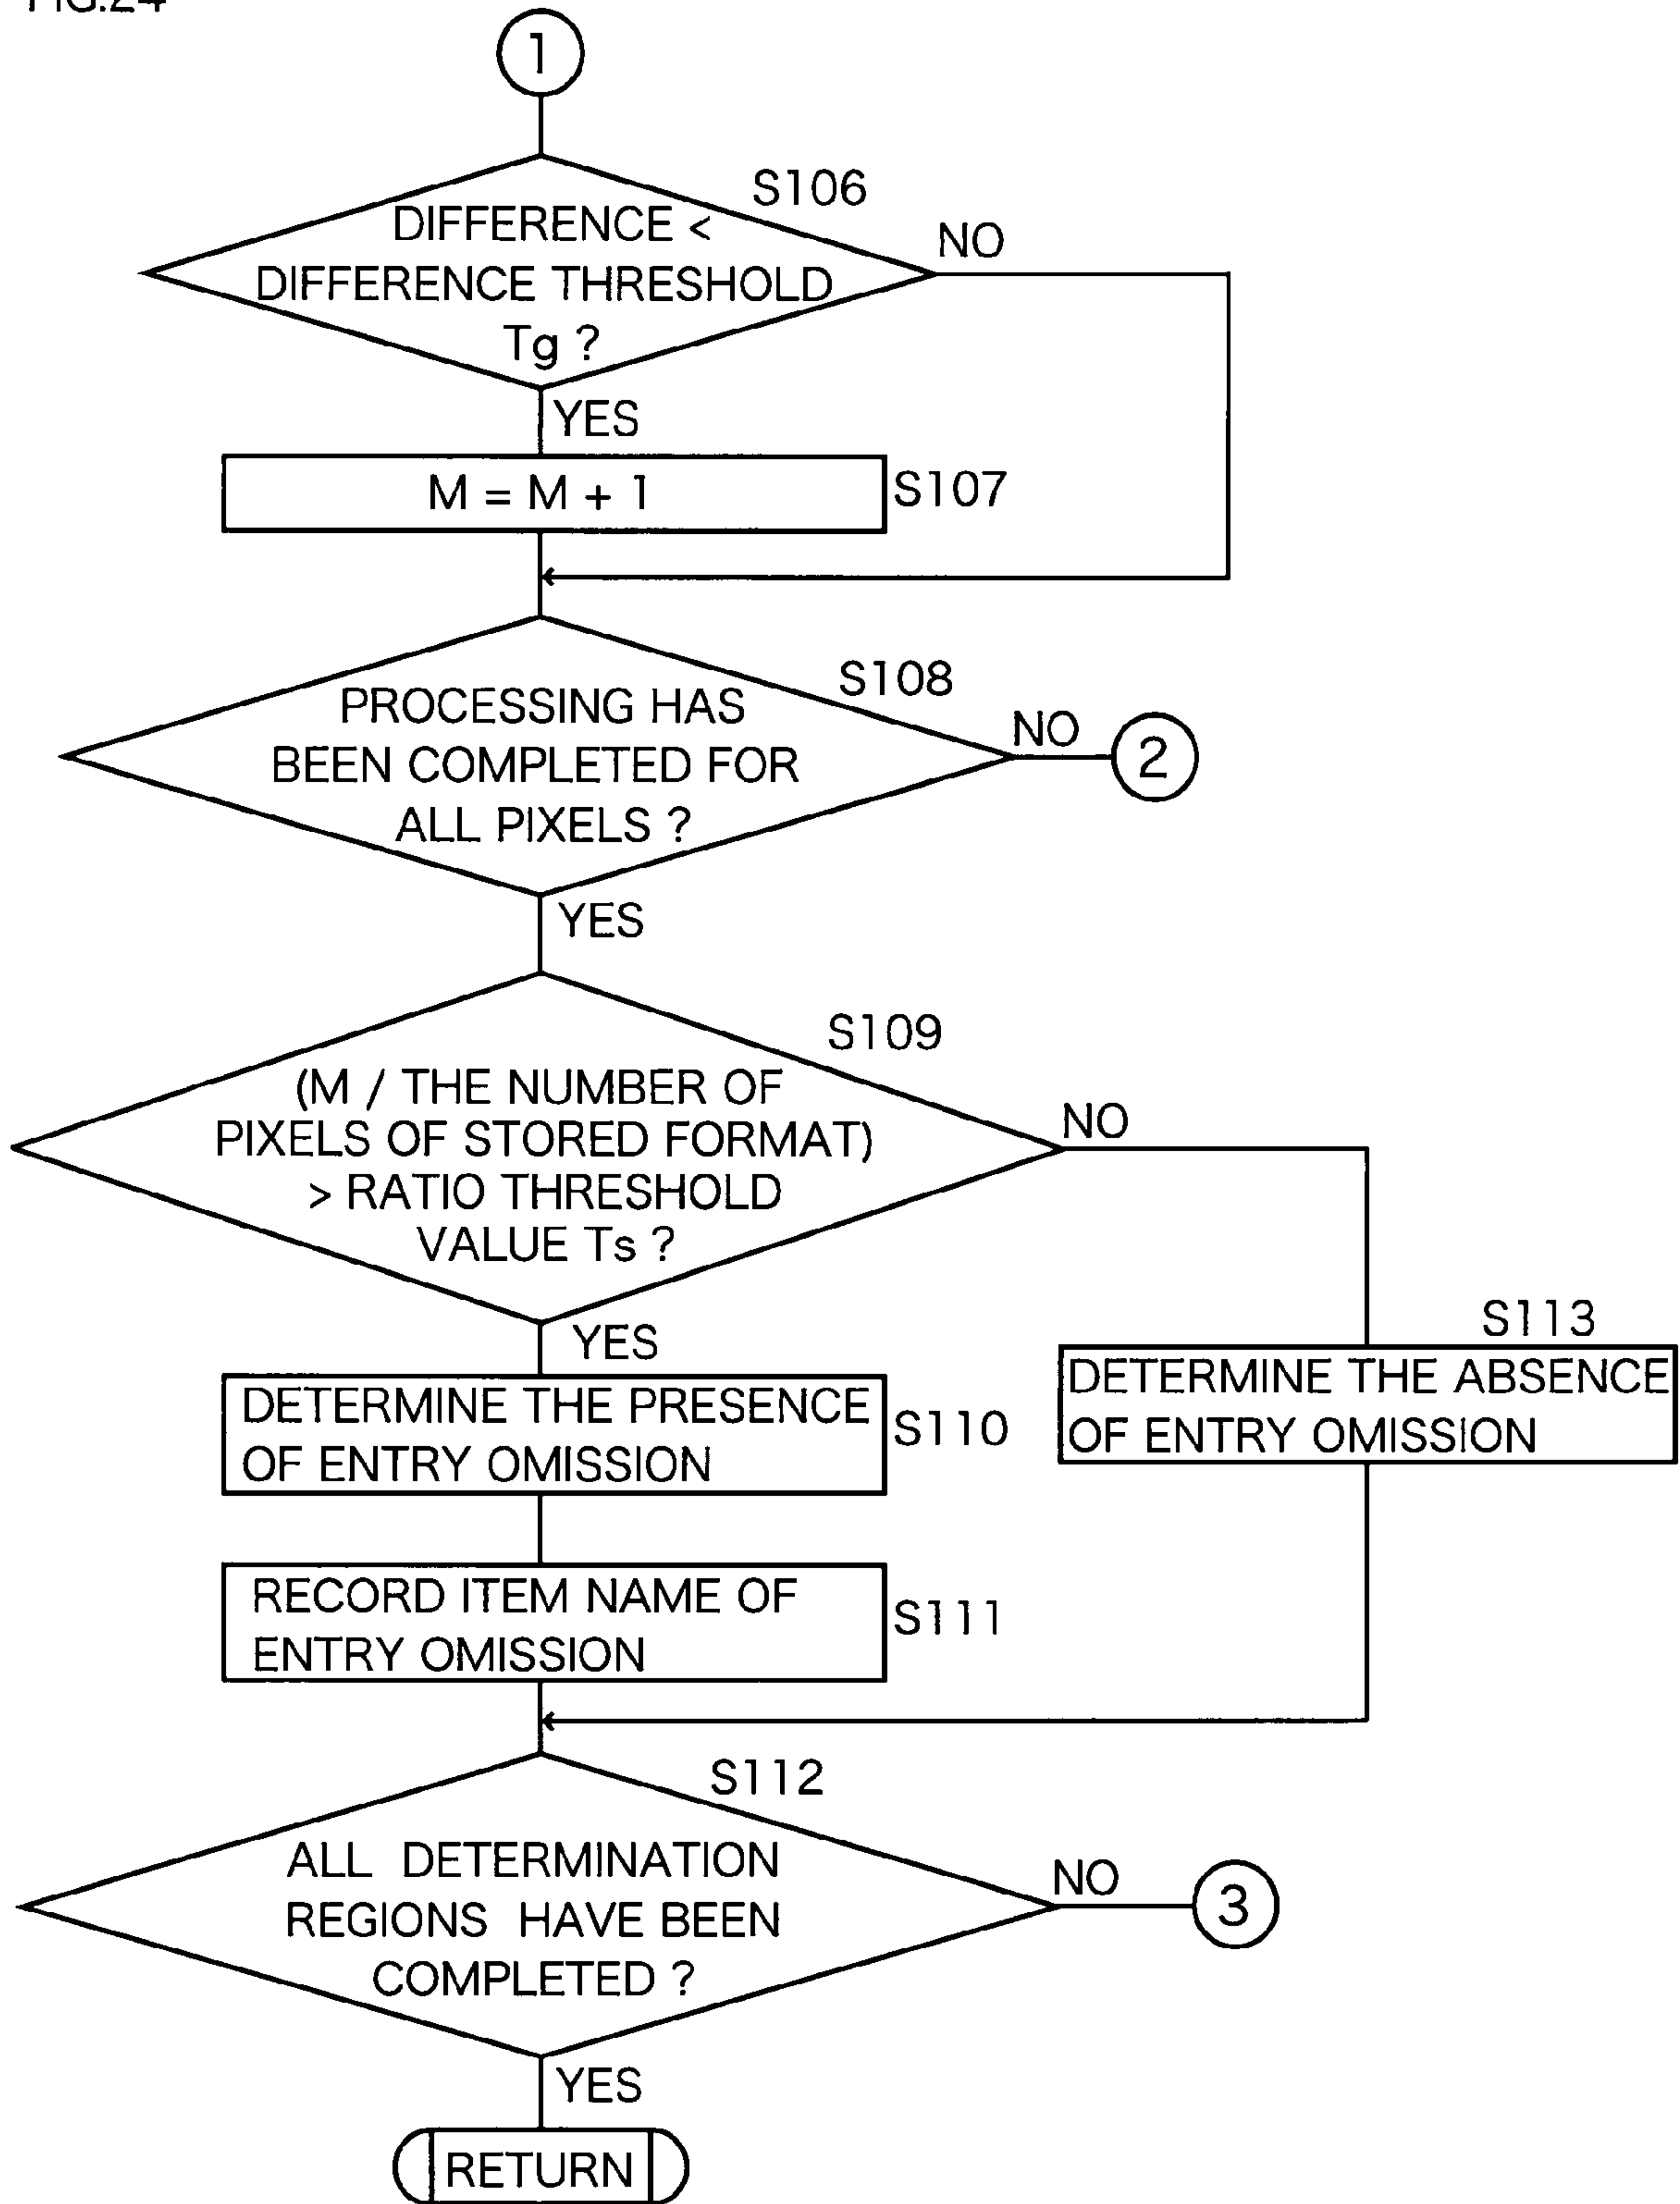 FIG.24
1
S106
DIFFERENCE <
DIFFERENCE THRESHOLD
Tg ?
NO
YES
M = M + 1
S107
S108
PROCESSING HAS
BEEN COMPLETED FOR
ALL PIXELS ?
NO
2
YES
S109
(M / THE NUMBER OF
PIXELS OF STORED FORMAT)
> RATIO THRESHOLD
VALUE Ts ?
NO
YES
S113
DETERMINE THE ABSENCE
OF ENTRY OMISSION
DETERMINE THE PRESENCE
OF ENTRY OMISSION
S110
RECORD ITEM NAME OF
ENTRY OMISSION
S111
S112
ALL DETERMINATION
REGIONS HAVE BEEN
COMPLETED ?
NO
3
YES
RETURN